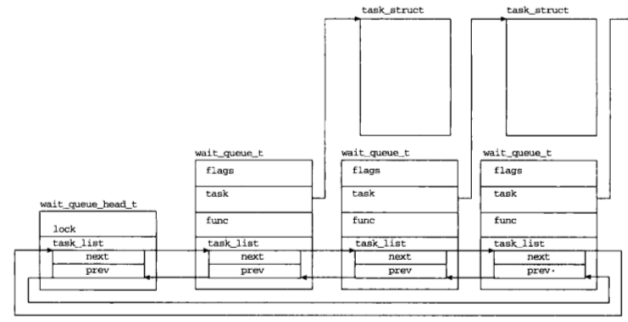 task_struct
task_struct
wait_queue_t
wait_queue_t
wait_queue_t
flags
flags
flags
task
task
task
wait_queue_head_t
func
func
func
lock
task_list
task_list
task_list
task_list
next
next
next
next
prev
prev
prev
prev